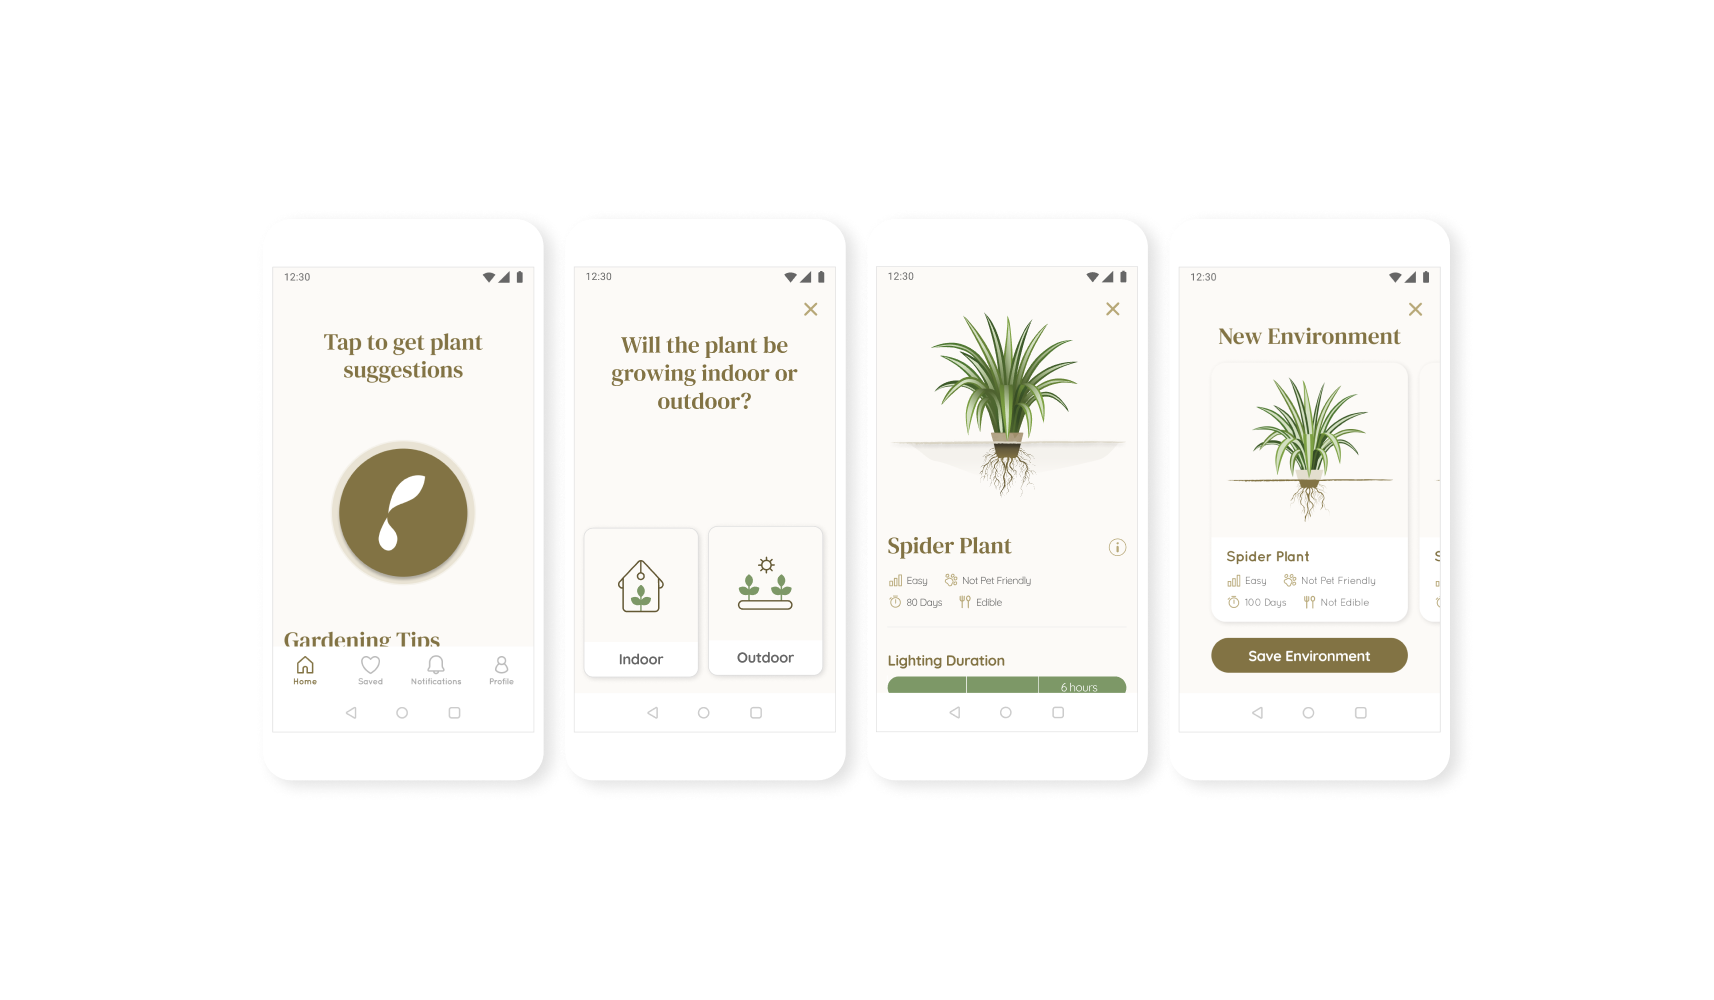 12:30
Tap to get plant
suggestions
Gardening Tips
Home
Saved
Notifications
Profile
12:30
Will the plant be
growing indoor or
outdoor?
Indoor
Outdoor
12:30
Spider Plant
Easy
Not Pet Friendly
80 Days
Edible
Lighting Duration
6 hours
12:30
New Environment
Spider Plant
S
Easy
Not Pet Friendly
100 Days
Not Edible
Save Environment